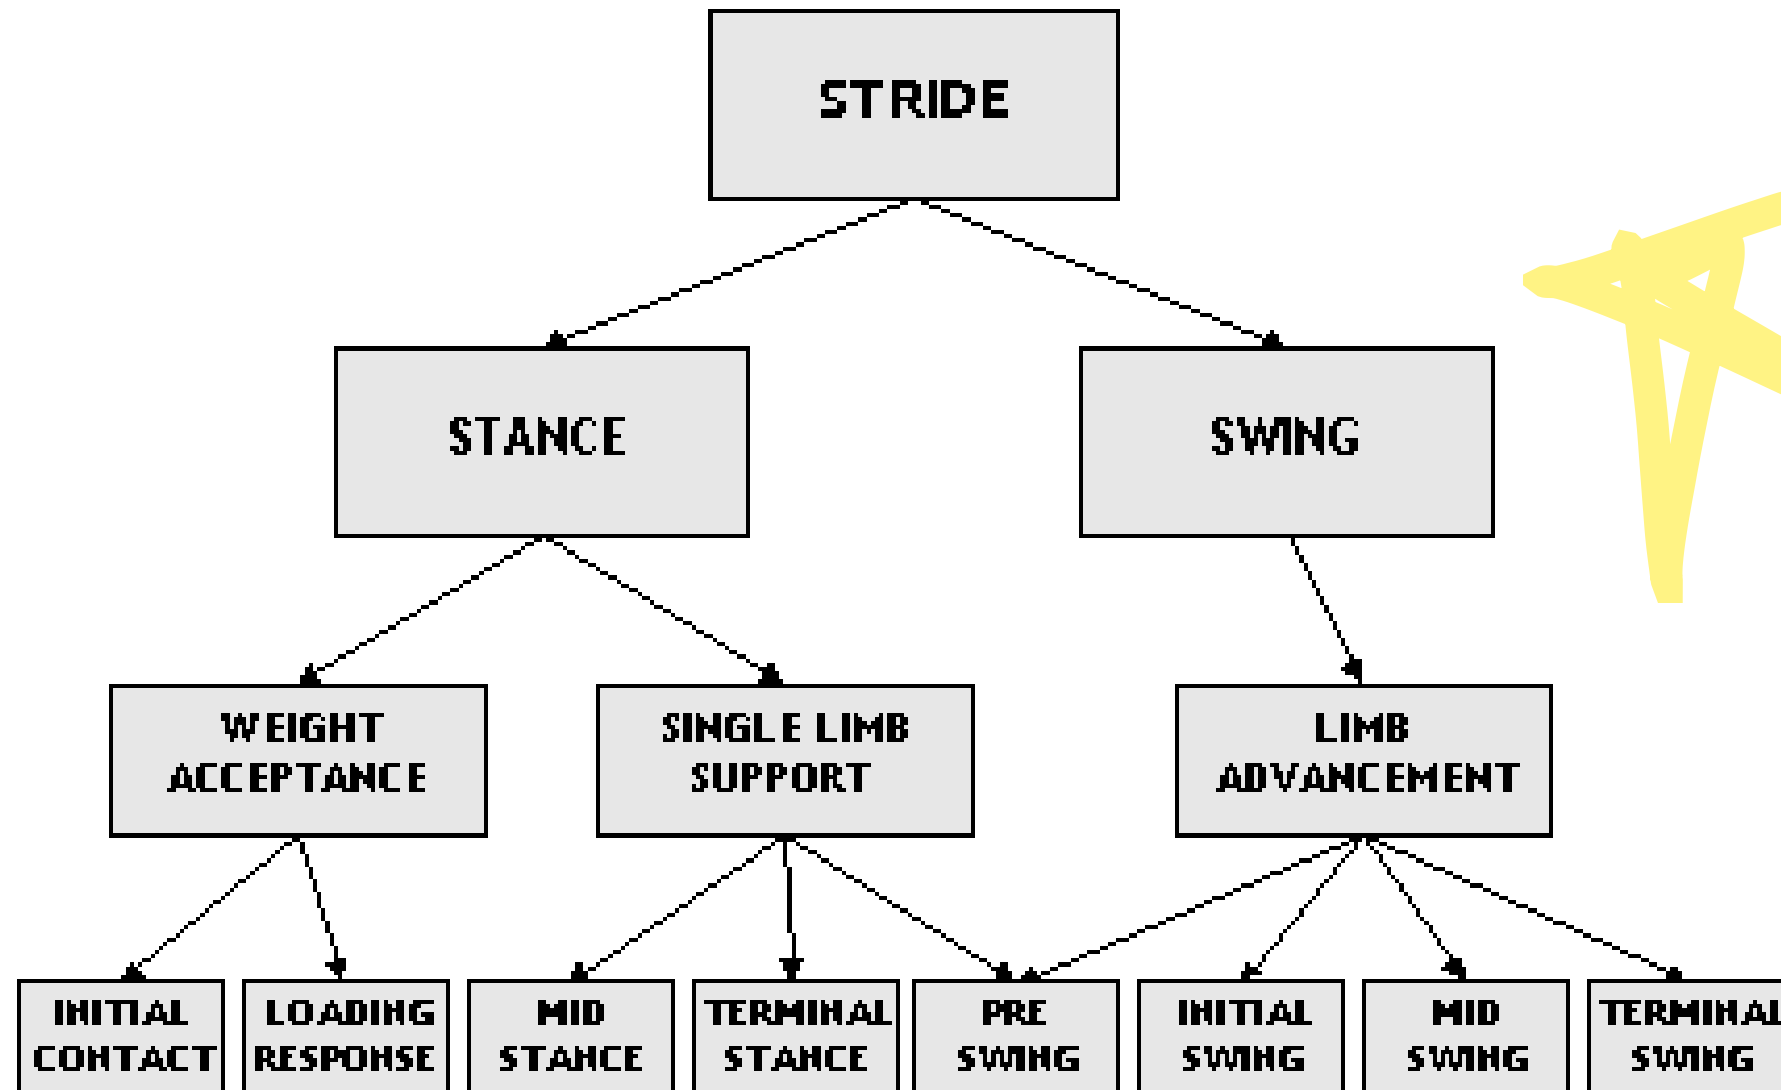 STRIDE
STANCE
SWING
WEIGHT
ACCEPTANCE
SINGLE LIMB
SUPPORT
LIMB
ADVANCEMENT
INITIAL
CONTACT
LOADING
RESPONSE
MID
STANCE
TERMINAL
STANCE
PRE
SWING
INITIAL
SWING
MID
SWING
TERMINAL
SWING